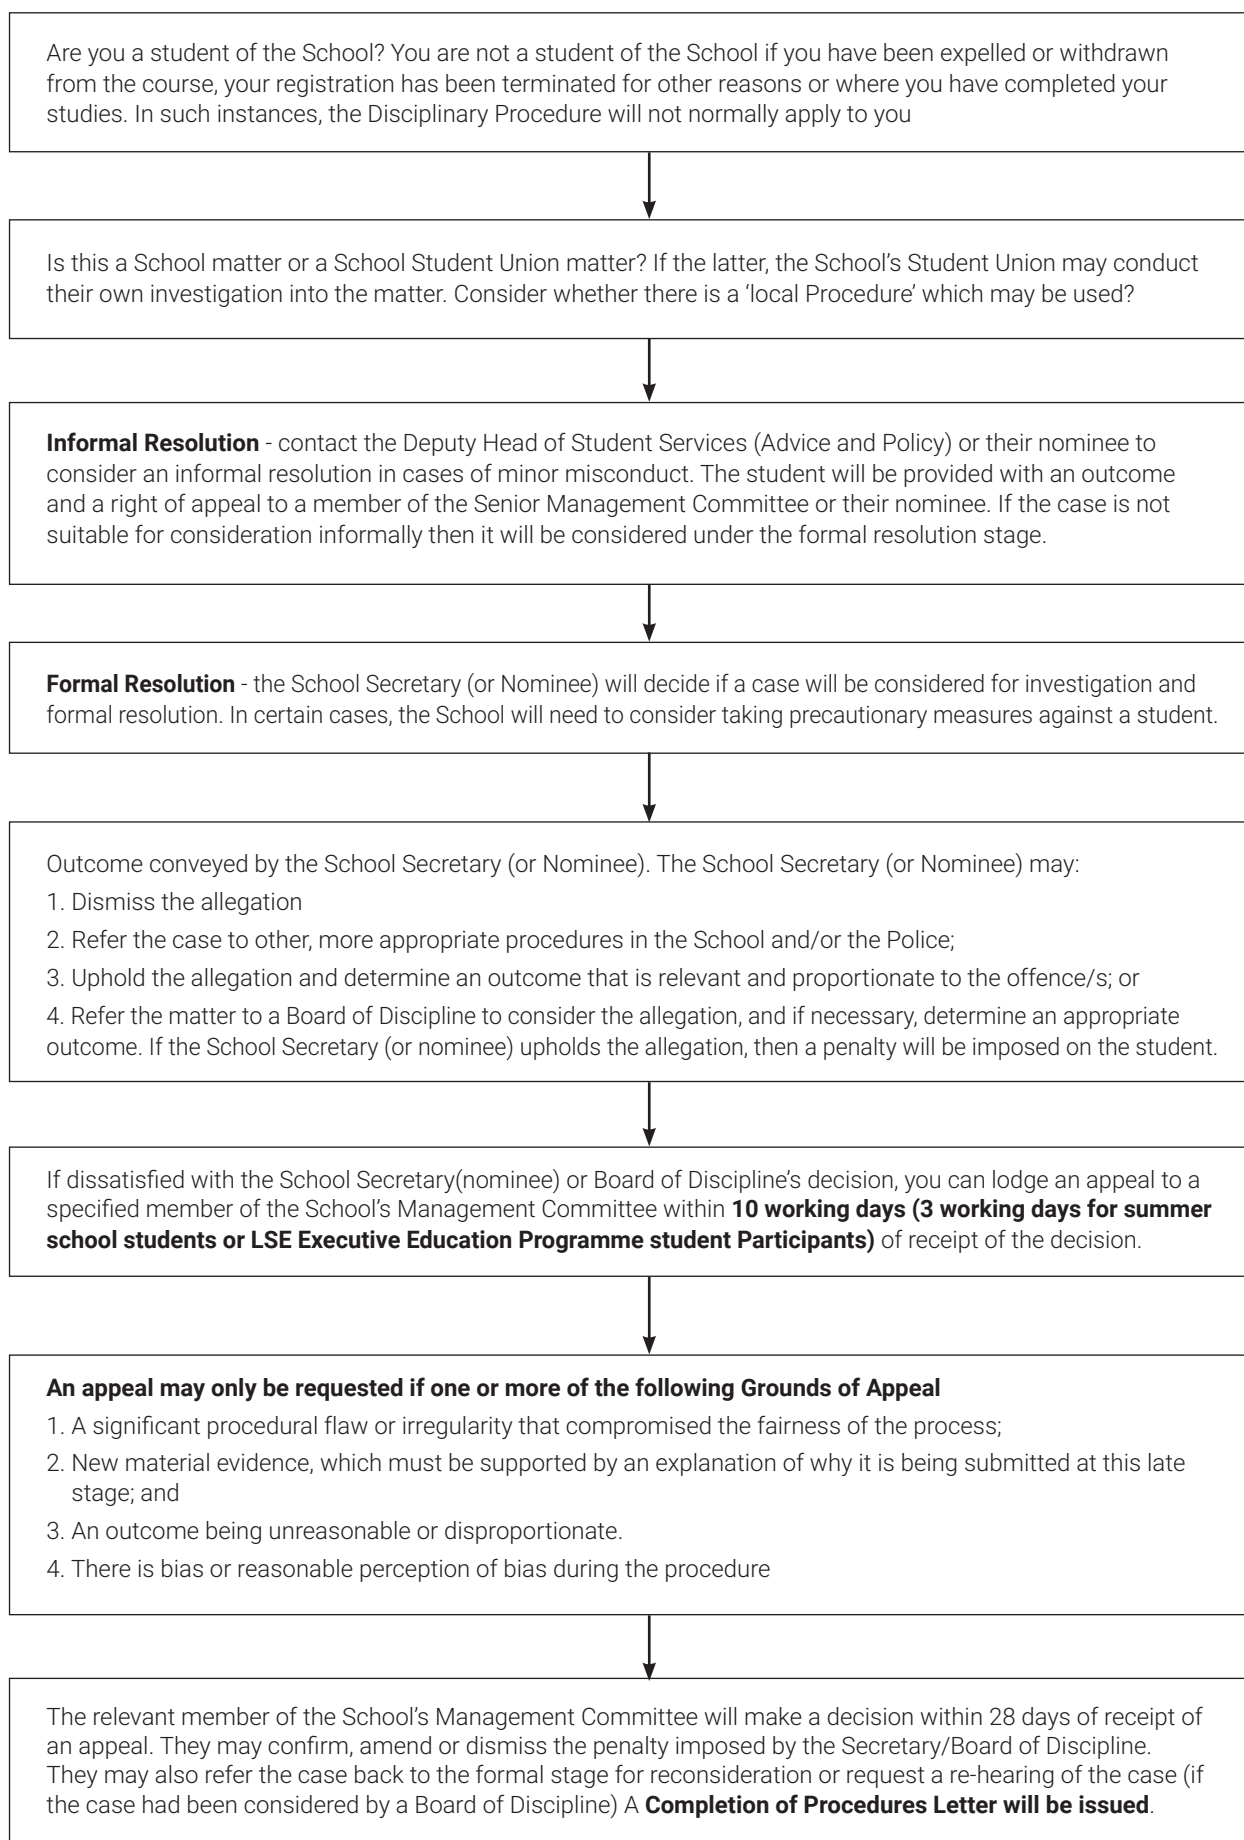 Are you a student of the School? You are not a student of the School if you have been expelled or withdrawn
from the course, your registration has been terminated for other reasons or where you have completed your
studies. In such instances, the Disciplinary Procedure will not normally apply to you
Is this a School matter or a School Student Union matter? If the latter, the School's Student Union may conduct
their own investigation into the matter. Consider whether there is a 'local Procedure' which may be used?
Informal Resolution - contact the Deputy Head of Student Services (Advice and Policy) or their nominee to
consider an informal resolution in cases of minor misconduct. The student will be provided with an outcome
and a right of appeal to a member of the Senior Management Committee or their nominee. If the case is not
suitable for consideration informally then it will be considered under the formal resolution stage.
Formal Resolution - the School Secretary (or Nominee) will decide if a case will be considered for investigation and
formal resolution. In certain cases, the School will need to consider taking precautionary measures against a student.
Outcome conveyed by the School Secretary (or Nominee). The School Secretary (or Nominee) may:
1. Dismiss the allegation
2. Refer the case to other, more appropriate procedures in the School and/or the Police;
3. Uphold the allegation and determine an outcome that is relevant and proportionate to the offence/s; or
4. Refer the matter to a Board of Discipline to consider the allegation, and if necessary, determine an appropriate
outcome. If the School Secretary (or nominee) upholds the allegation, then a penalty will be imposed on the student.
If dissatisfied with the School Secretary(nominee) or Board of Discipline's decision, you can lodge an appeal to a
specified member of the School's Management Committee within 10 working days (3 working days for summer
school students or LSE Executive Education Programme student Participants) of receipt of the decision.
An appeal may only be requested if one or more of the following Grounds of Appeal
1. A significant procedural flaw or irregularity that compromised the fairness of the process;
2. New material evidence, which must be supported by an explanation of why it is being submitted at this late
stage; and
3. An outcome being unreasonable or disproportionate.
4. There is bias or reasonable perception of bias during the procedure
The relevant member of the School's Management Committee will make a decision within 28 days of receipt of
an appeal. They may confirm, amend or dismiss the penalty imposed by the Secretary/Board of Discipline.
They may also refer the case back to the formal stage for reconsideration or request a re-hearing of the case (if
the case had been considered by a Board of Discipline) A Completion of Procedures Letter will be issued.